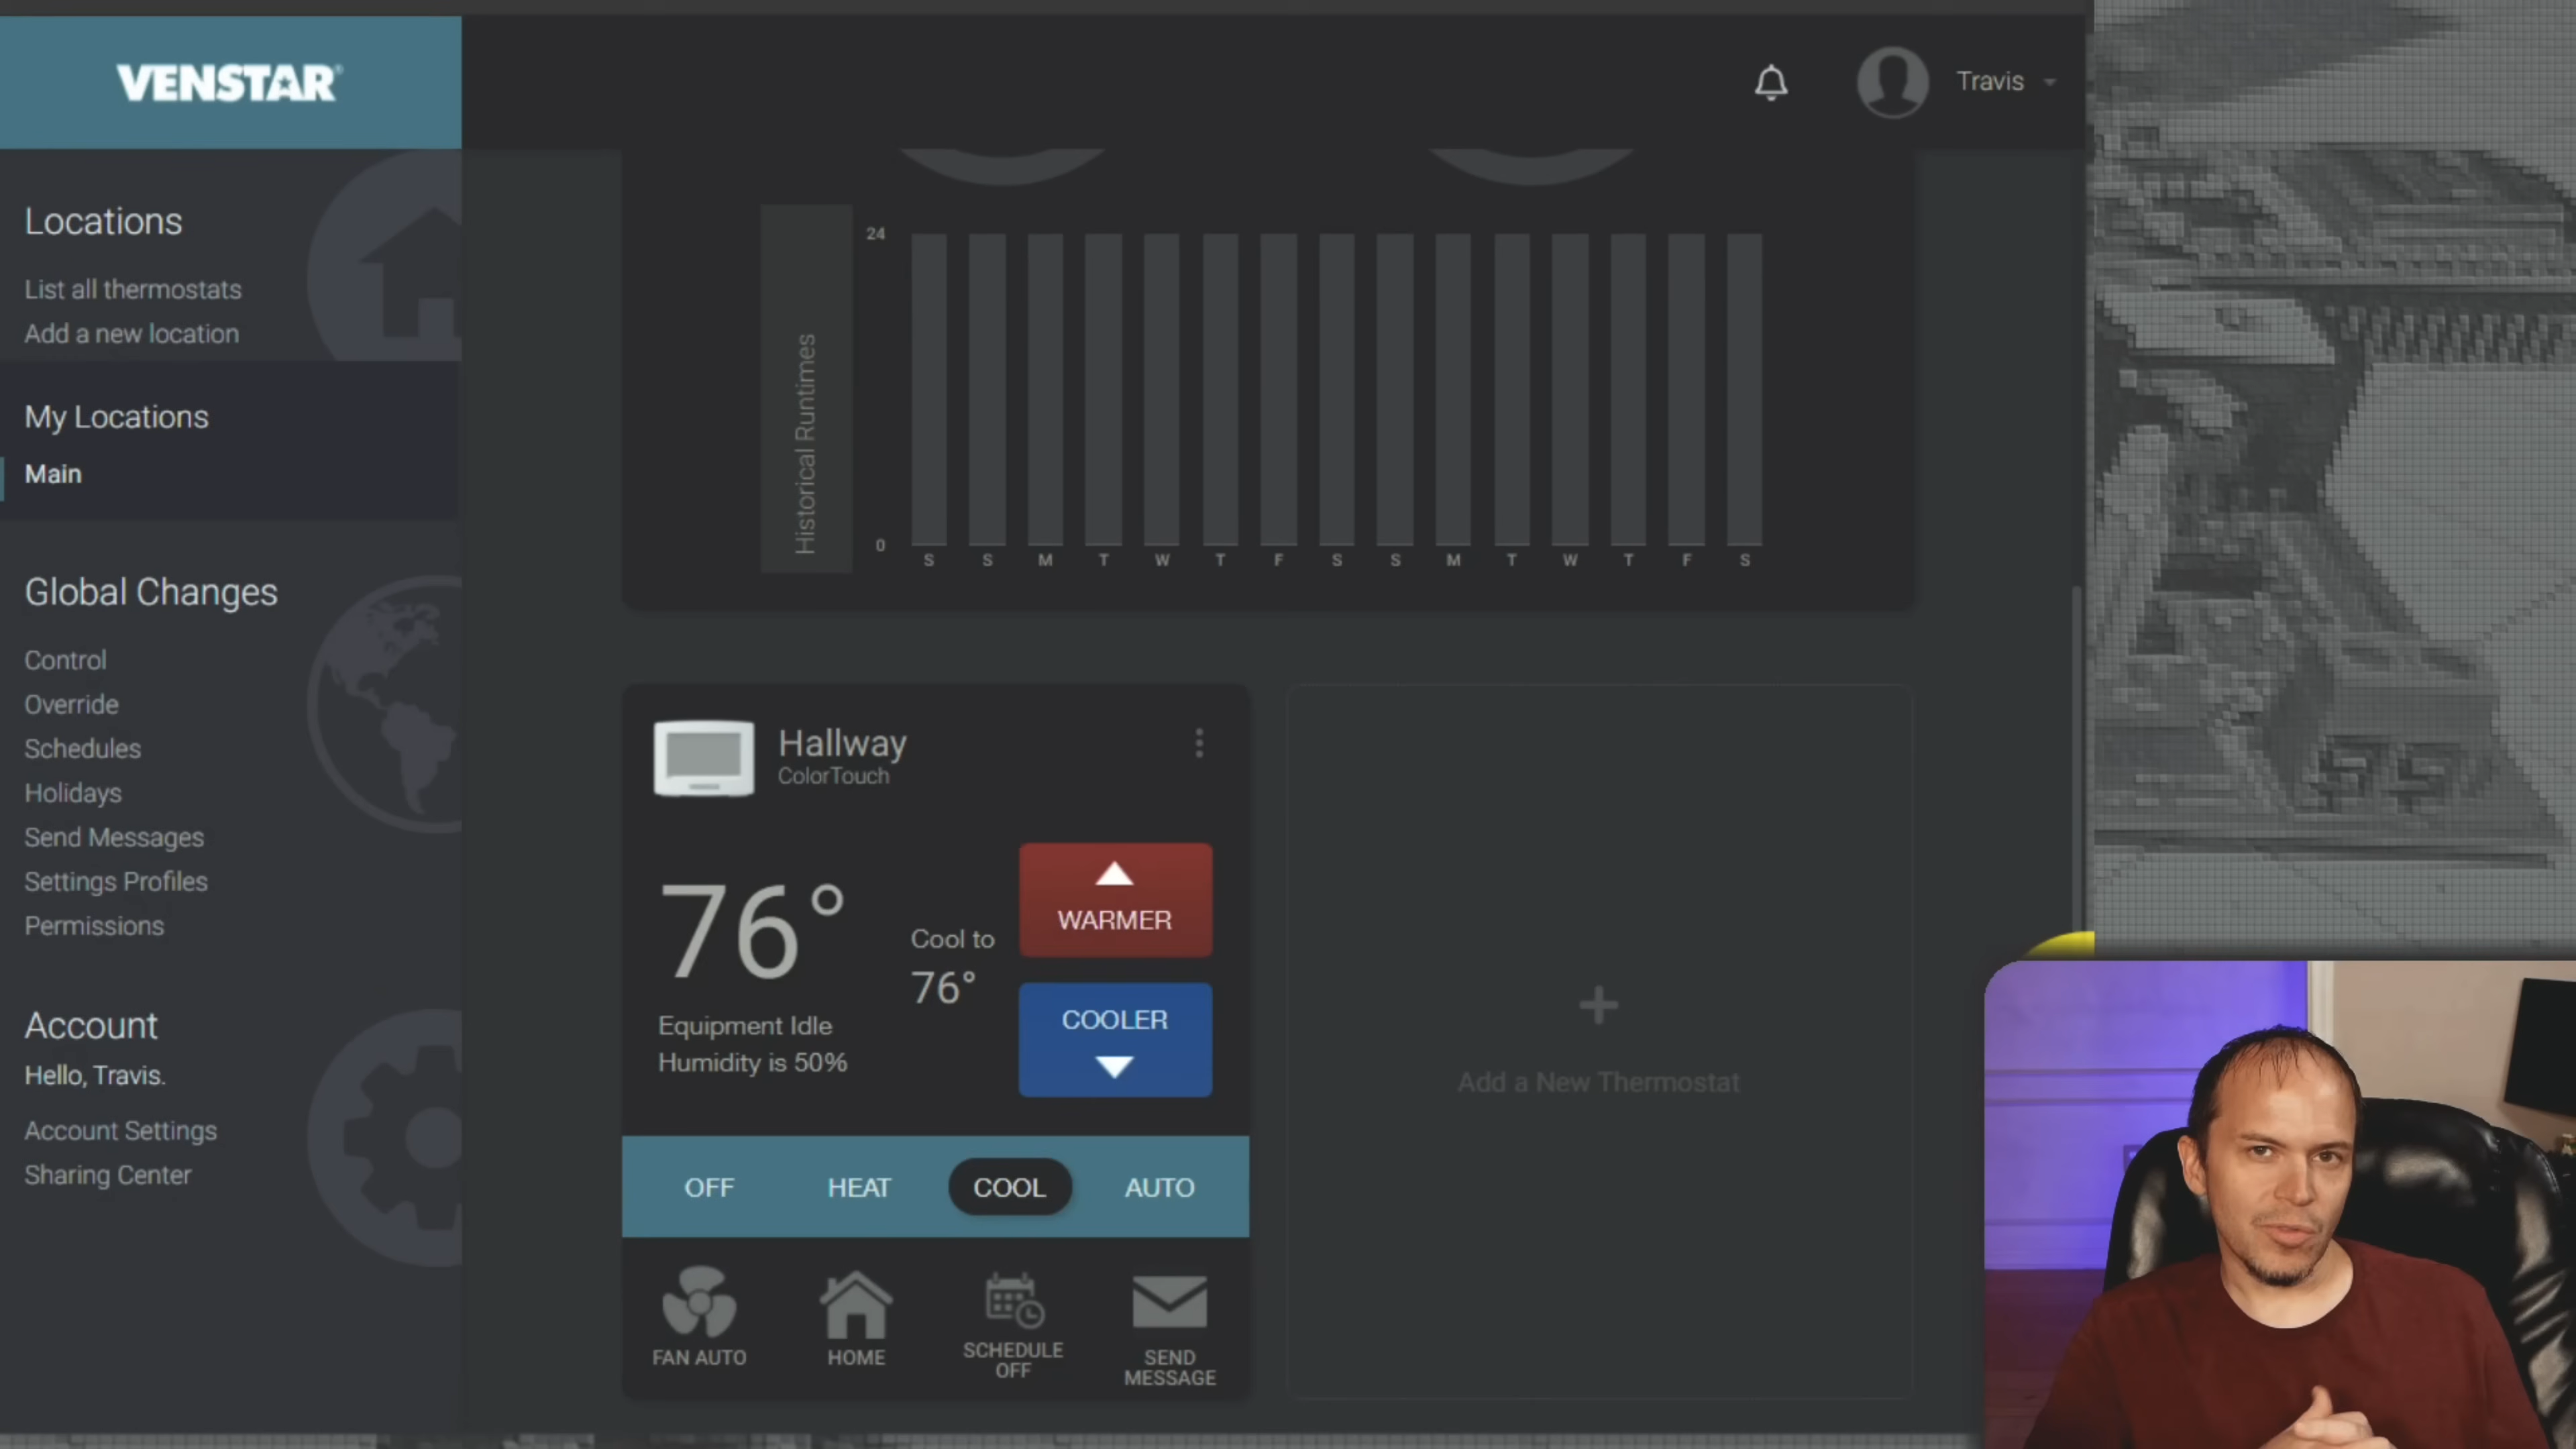 VENSTAR
Travis
Locations
List all thermostats
Add a new location
My Locations
Main
Global Changes
Control
Override
Schedules
Holidays
Send Messages
Settings Profiles
Permissions
Account
Hello, Travis.
Account Settings
Sharing Center
Historical Runtimes
24
0
S S M T W T F S S M T W T F S
Hallway
ColorTouch
76°
Equipment Idle
Humidity is 50%
Cool to
76°
WARMER
COOLER
OFF HEAT COOL AUTO
FAN AUTO
HOME
SCHEDULE
OFF
SEND
MESSAGE
Add a New Thermostat